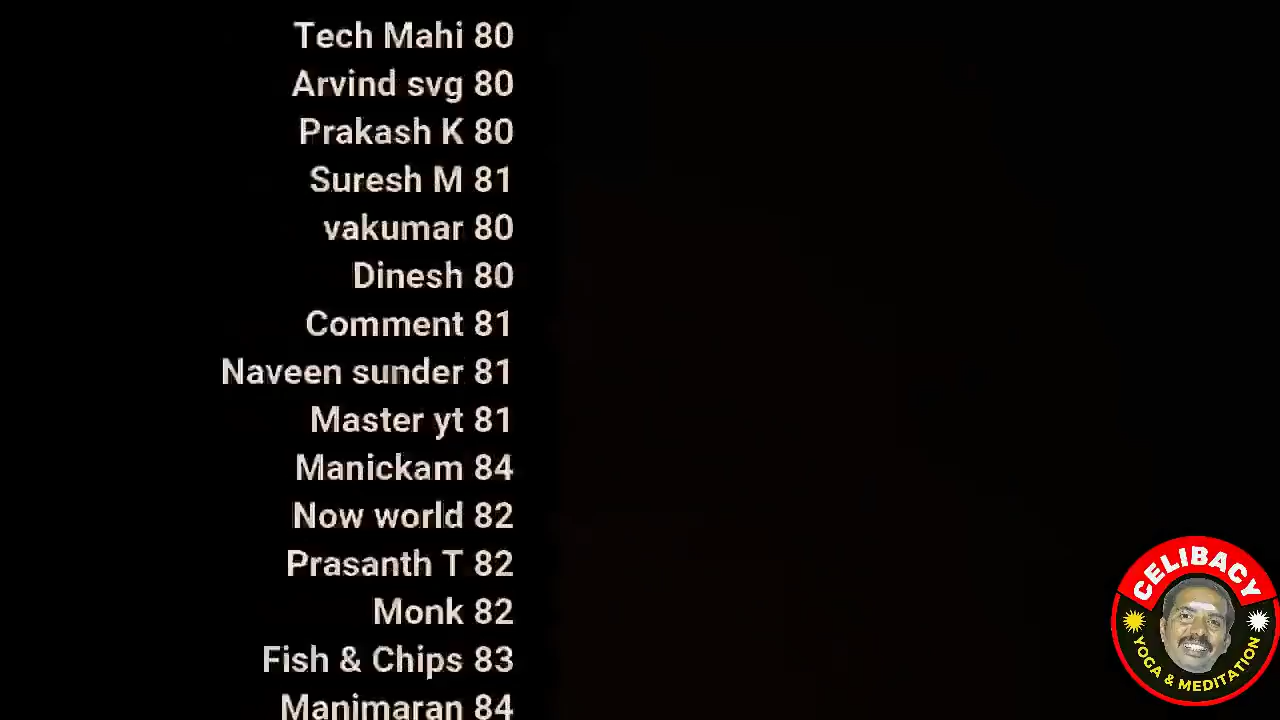 Tech Mahi 80
Arvind svg 80
Prakash K 80
Suresh M 81
vakumar 80
Dinesh 80
Comment 81
Naveen sunder 81
Master yt 81
Manickam 84
Now world 82
Prasanth T 82
Monk 82
Fish & Chips 83
Manimaran 84
CELIBACY
YOGA & MEDITATION